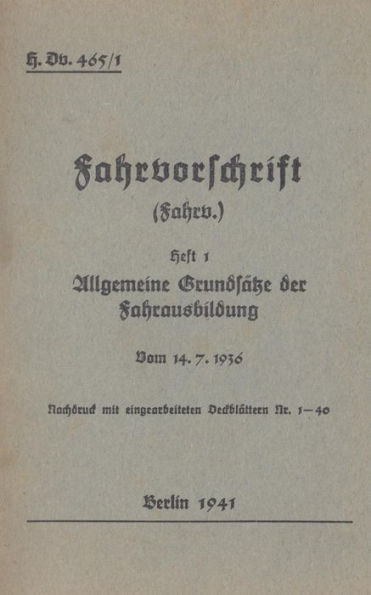 H. Dv. 465/1
Fahrvorschrift
(Fahrv.)
Heft 1
Allgemeine Grundsätze der
Fahrausbildung
Vom 14. 7. 1936
Nachdruck mit eingearbeiteten Deckblättern Nr. 1—40
Berlin 1941